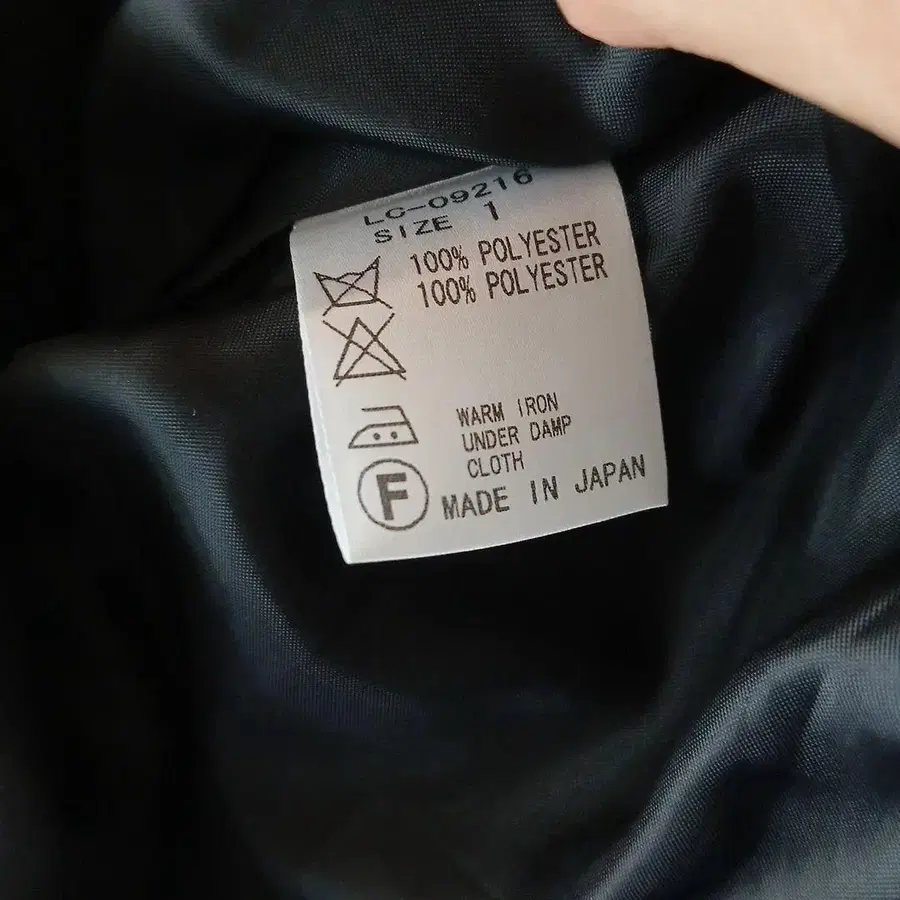 LC-09216
SIZE 1
100% POLYESTER
100% POLYESTER
WARM IRON
UNDER DAMP
CLOTH
F MADE IN JAPAN